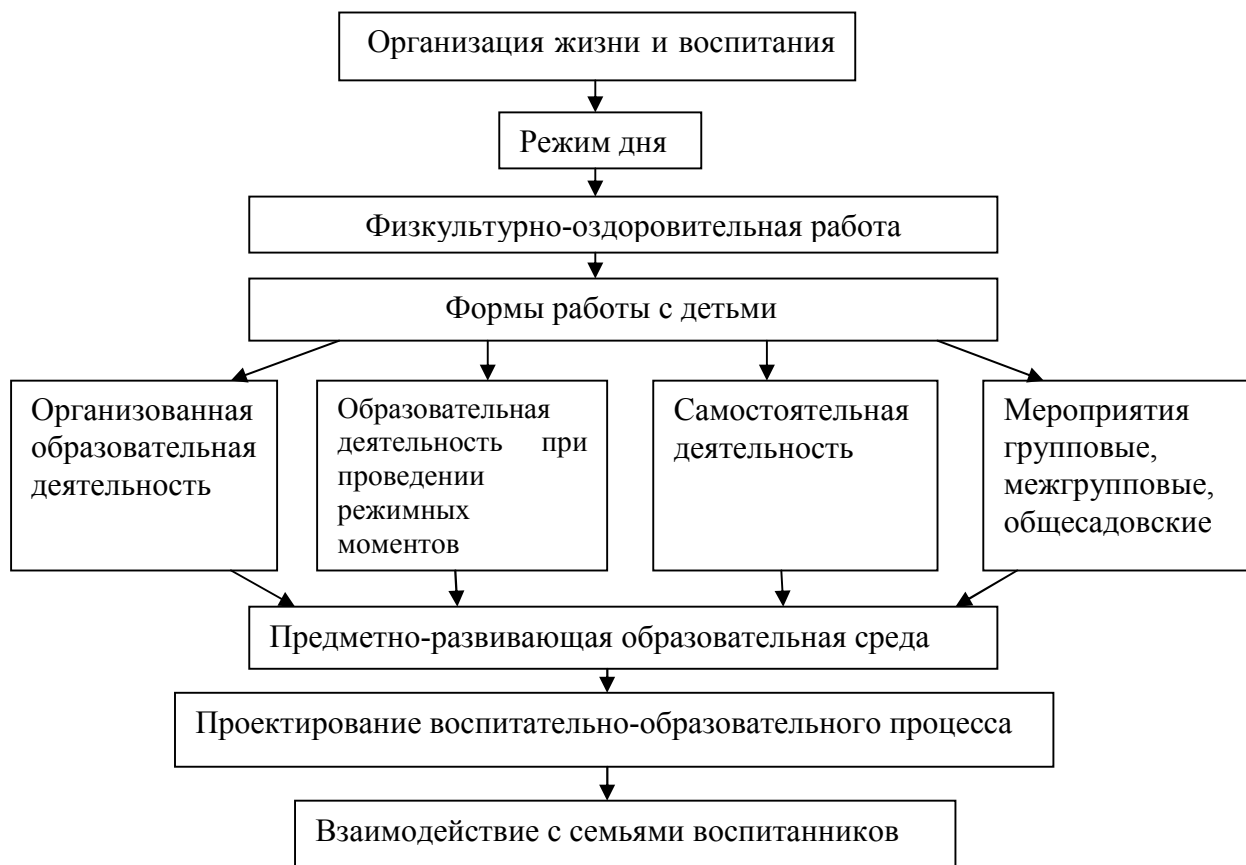 Организация жизни и воспитания
Режим дня
Физкультурно-оздоровительная работа
Формы работы с детьми
Организованная
образовательная
деятельность
Образовательная
деятельность при
проведении
режимных
моментов
Самостоятельная
деятельность
Мероприятия
групповые,
межгрупповые,
общесадовские
Предметно-развивающая образовательная среда
Проектирование воспитательно-образовательного процесса
Взаимодействие с семьями воспитанников